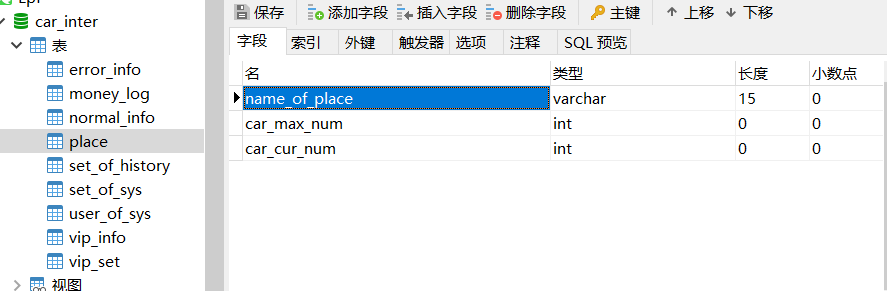 car_inter
表
error_info
money_log
normal_info
place
set_of_history
set_of_sys
user_of_sys
vip_info
vip_set
视图
保存 添加字段 插入字段 删除字段 主键 上移 下移
字段 索引 外键 触发器 选项 注释 SQL 预览
名 类型 长度 小数点
name_of_place varchar 15 0
car_max_num int 0 0
car_cur_num int 0 0